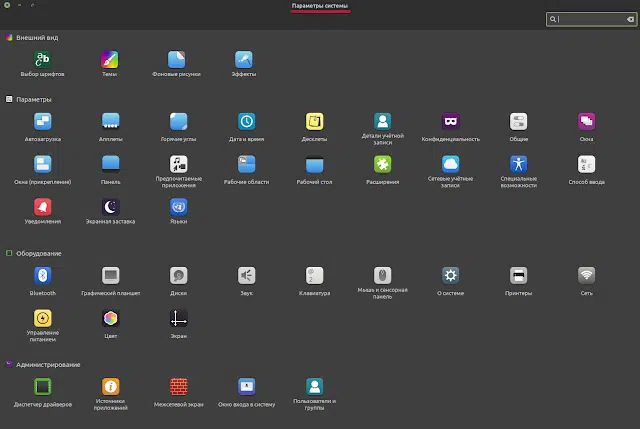 Параметры системы
Внешний вид
Выбор шрифтов
Темы
Фоновые рисунки
Эффекты
Параметры
Автозагрузка
Апплеты
Горячие углы
Дата и время
Десклеты
Детали учётной
записи
Конфиденциальность
Общие
Окна
Окна (прикрепление)
Панель
Предпочитаемые
приложения
Рабочие области
Рабочий стол
Расширения
Сетевые учётные
записи
Специальные
возможности
Способ ввода
Уведомления
Экранная заставка
Языки
Оборудование
Bluetooth
Графический планшет
Диски
Звук
Клавиатура
Мышь и сенсорная
панель
О системе
Принтеры
Сеть
Управление
питанием
Цвет
Экран
Администрирование
Диспетчер драйверов
Источники
приложений
Межсетевой экран
Окно входа в систему
Пользователи и
группы